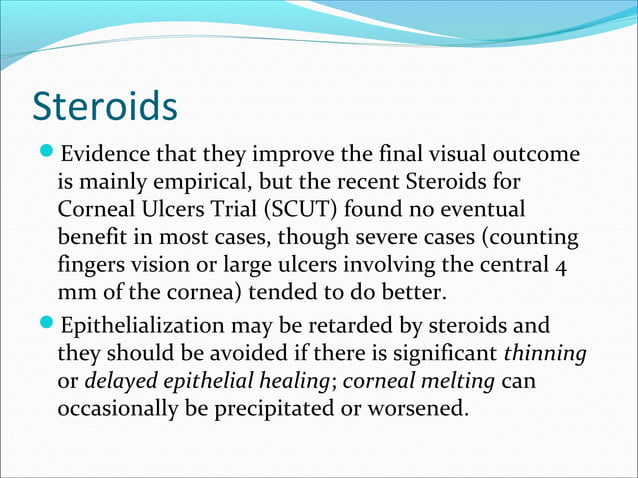 Steroids
Evidence that they improve the final visual outcome
is mainly empirical, but the recent Steroids for
Corneal Ulcers Trial (SCUT) found no eventual
benefit in most cases, though severe cases (counting
fingers vision or large ulcers involving the central 4
mm of the cornea) tended to do better.
Epithelialization may be retarded by steroids and
they should be avoided if there is significant thinning
or delayed epithelial healing; corneal melting can
occasionally be precipitated or worsened.